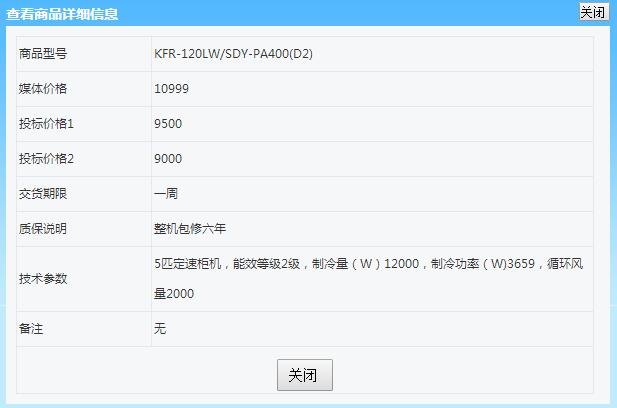 查看商品详细信息
关闭
商品型号 KFR-120LW/SDY-PA400(D2)
媒体价格 10999
投标价格1 9500
投标价格2 9000
交货期限 一周
质保说明 整机包修六年
技术参数 5匹定速柜机，能效等级2级，制冷量（W）12000，制冷功率（W)3659，循环风
量2000
备注 无
关闭